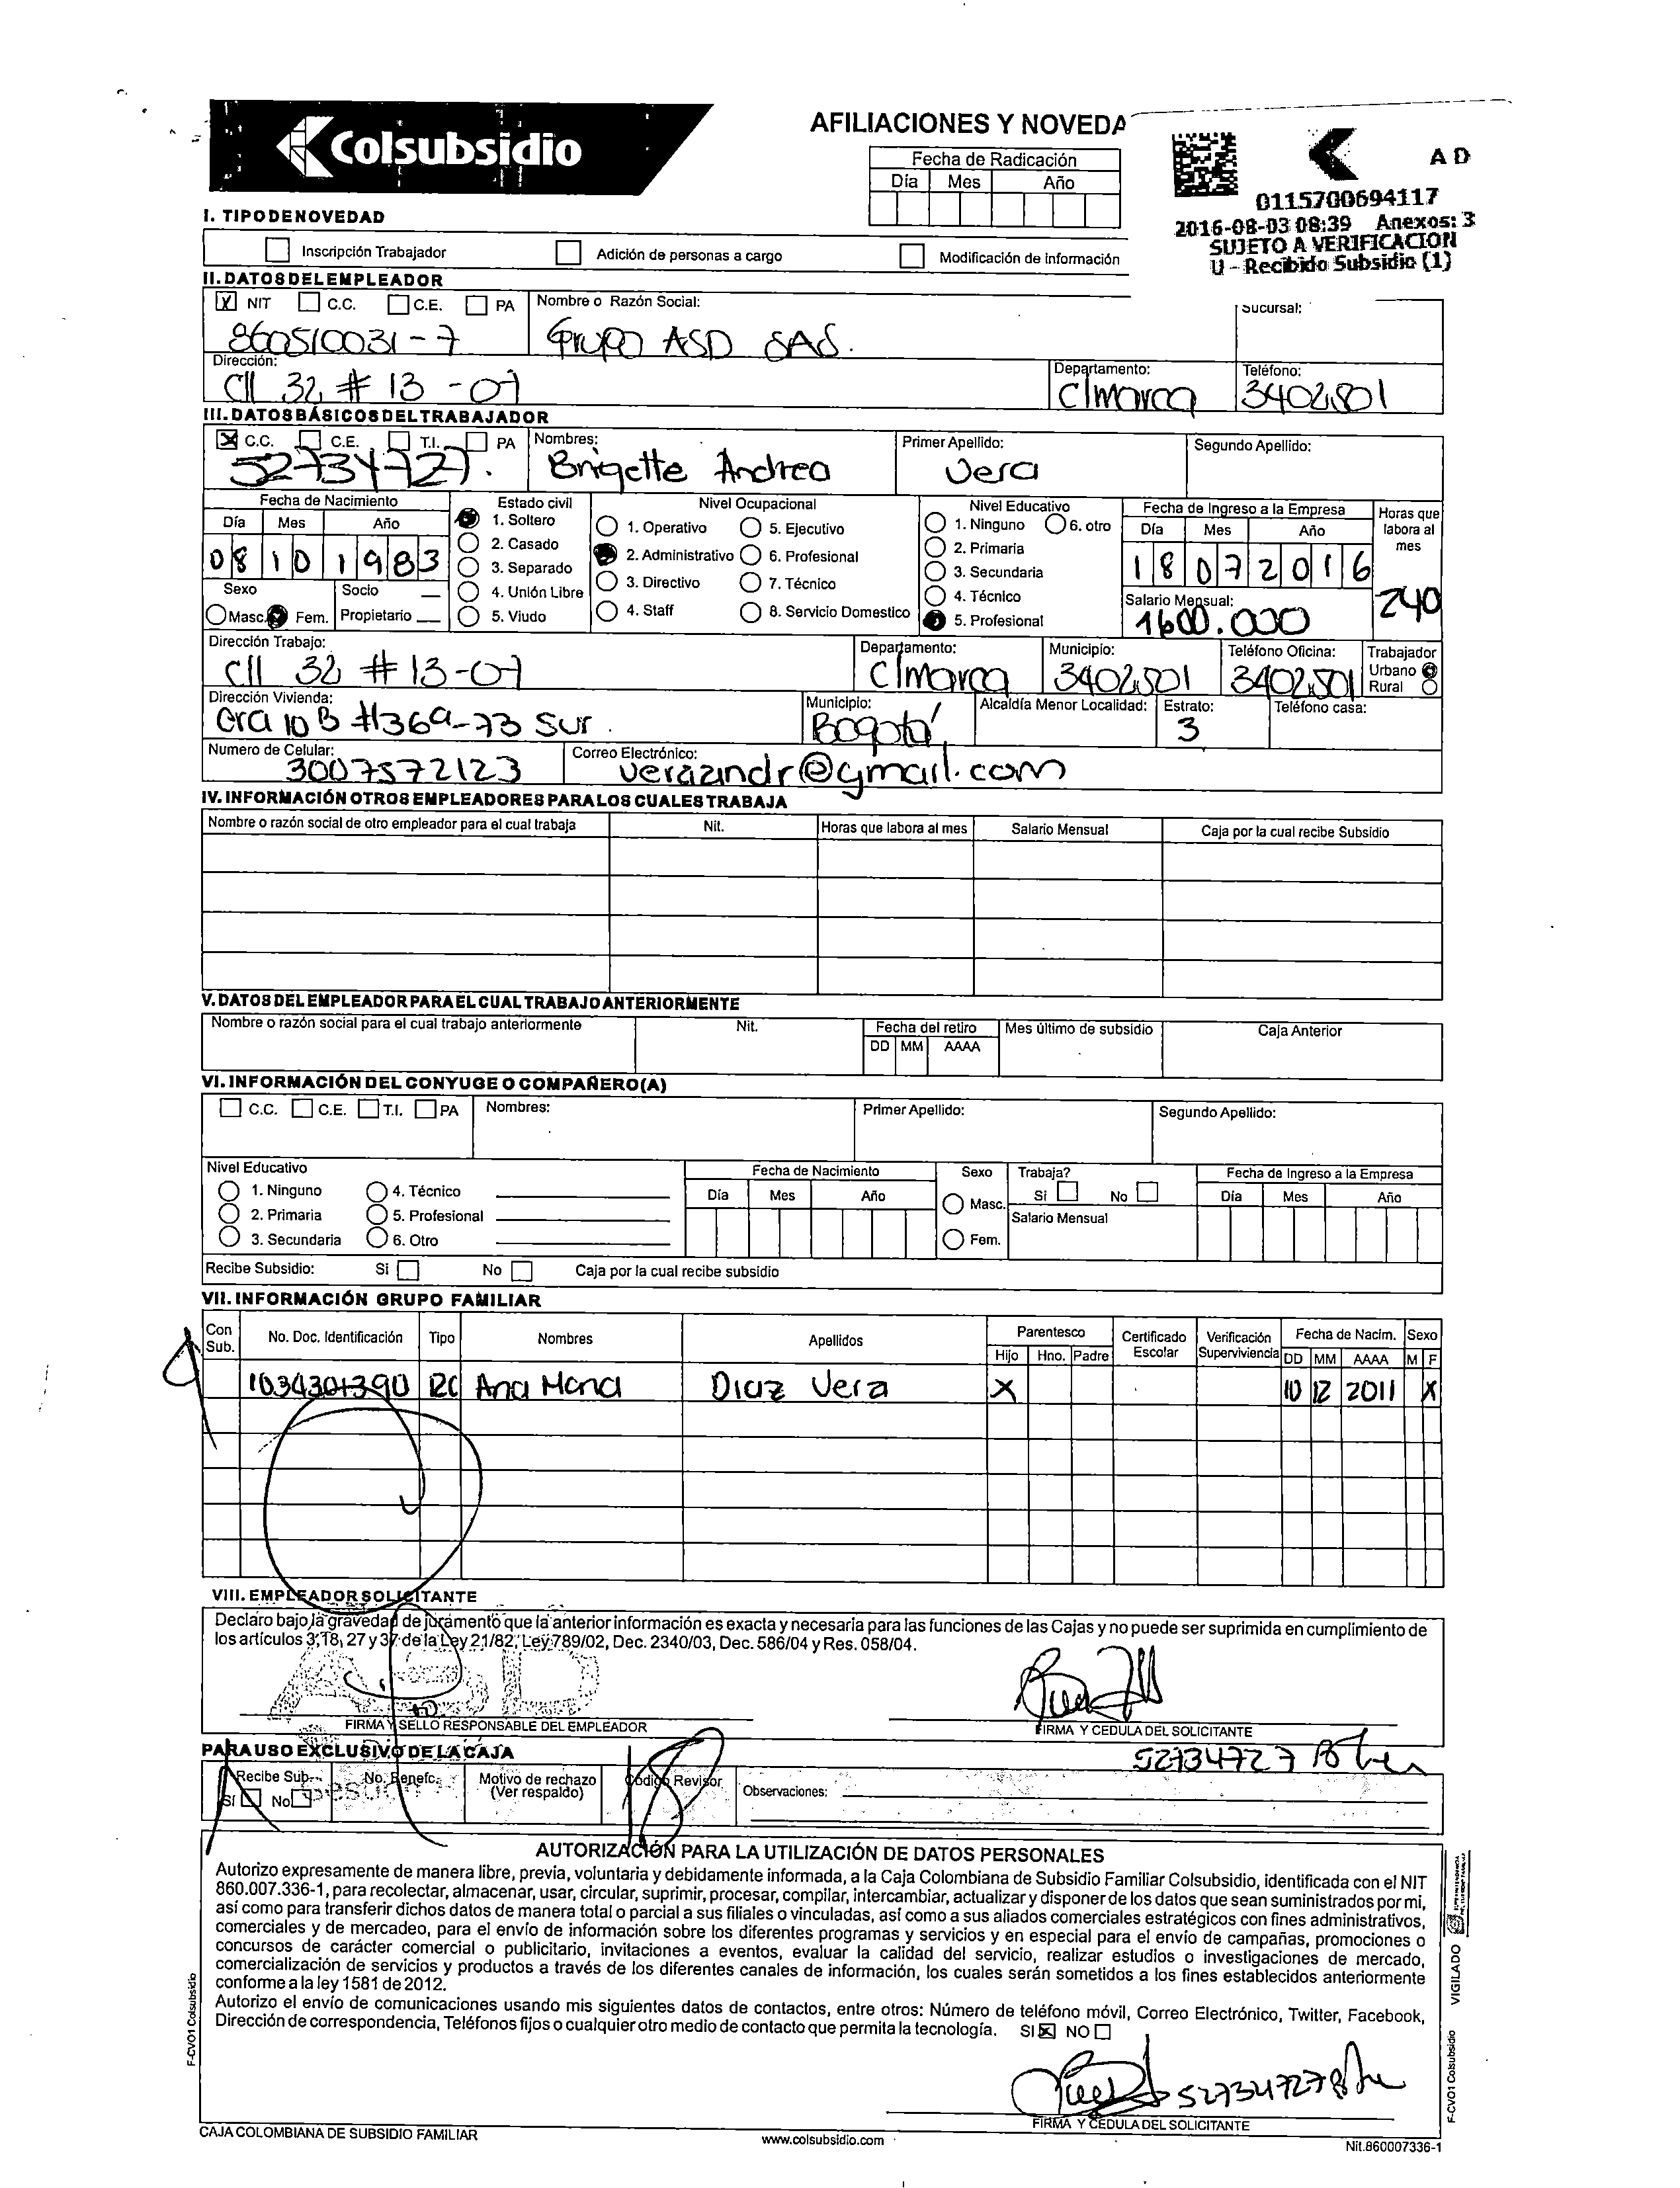 Colsubsidio
AFILIACIONES Y NOVEDA
Fecha de Radicación
Día Mes Año
A D
0115700694117
2016-08-03 08:39 Anexos: 3
SUJETO A VERIFICACION
U - Recibido Subsidio (1)
I. TIPO DE NOVEDAD
Inscripción Trabajador Adición de personas a cargo Modificación de información
II. DATOS DEL EMPLEADOR
X NIT C.C. C.E. PA Nombre o Razón Social: Sucursal:
860510031-7 Grupo ASD SAS.
Dirección: Departamento: Teléfono:
Cll 32 # 13-07 C/marca 3402801
III. DATOS BÁSICOS DEL TRABAJADOR
X C.C. C.E. T.I. PA Nombres: Primer Apellido: Segundo Apellido:
52734727. Brigette Andrea Vera
Fecha de Nacimiento Estado civil Nivel Ocupacional Nivel Educativo Fecha de Ingreso a la Empresa Horas que labora al mes
Día Mes Año 1. Soltero 1. Operativo 5. Ejecutivo 1. Ninguno 6. otro Día Mes Año
2. Casado 2. Administrativo 6. Profesional 2. Primaria
08 10 1983 3. Separado 3. Directivo 7. Técnico 3. Secundaria 18 07 2016
Sexo Socio 4. Unión Libre 4. Staff 8. Servicio Domestico 4. Técnico Salario Mensual: 240
Masc. Fem. Propietario 5. Viudo 5. Profesional 1600.000
Dirección Trabajo: Departamento: Municipio: Teléfono Oficina: Trabajador
Cll 32 # 13-07 C/marca 3402801 3402801 Urbano Rural
Dirección Vivienda: Municipio: Alcaldía Menor Localidad: Estrato: Teléfono casa:
Cra 10 B #36a-73 Sur. Bogotá 3
Numero de Celular: Correo Electrónico:
3007572123 verazandr@gmail.com
IV. INFORMACIÓN OTROS EMPLEADORES PARA LOS CUALES TRABAJA
Nombre o razón social de otro empleador para el cual trabaja Nit. Horas que labora al mes Salario Mensual Caja por la cual recibe Subsidio
V. DATOS DEL EMPLEADOR PARA EL CUAL TRABAJO ANTERIORMENTE
Nombre o razón social para el cual trabajo anteriormente Nit. Fecha del retiro Mes último de subsidio Caja Anterior
DD MM AAAA
VI. INFORMACIÓN DEL CONYUGE O COMPAÑERO(A)
C.C. C.E. T.I. PA Nombres: Primer Apellido: Segundo Apellido:
Nivel Educativo Fecha de Nacimiento Sexo Trabaja? Fecha de Ingreso a la Empresa
1. Ninguno 4. Técnico Día Mes Año Masc. Si No Día Mes Año
2. Primaria 5. Profesional Salario Mensual
3. Secundaria 6. Otro Fem.
Recibe Subsidio: Si No Caja por la cual recibe subsidio
VII. INFORMACIÓN GRUPO FAMILIAR
Con Sub. No. Doc. Identificación Tipo Nombres Apellidos Parentesco Certificado Escolar Verificación Supervivencia Fecha de Nacim. Sexo
Hijo Hno. Padre DD MM AAAA M F
1034301390 RC Ana Maria Diaz Vera X 10 12 2011 X
VIII. EMPLEADOR SOLICITANTE
Declaro bajo la gravedad de juramento que la anterior información es exacta y necesaria para las funciones de las Cajas y no puede ser suprimida en cumplimiento de
los artículos 3, 18, 27 y 37 de la Ley 21/82, Ley 789/02, Dec. 2340/03, Dec. 586/04 y Res. 058/04.
ASD
FIRMA Y SELLO RESPONSABLE DEL EMPLEADOR FIRMA Y CEDULA DEL SOLICITANTE
52734727 Bta
PARA USO EXCLUSIVO DE LA CAJA
Recibe Sub. No. Benefc. Motivo de rechazo (Ver respaldo) Código Revisor Observaciones:
Si No 18
AUTORIZACIÓN PARA LA UTILIZACIÓN DE DATOS PERSONALES
Autorizo expresamente de manera libre, previa, voluntaria y debidamente informada, a la Caja Colombiana de Subsidio Familiar Colsubsidio, identificada con el NIT
860.007.336-1, para recolectar, almacenar, usar, circular, suprimir, procesar, compilar, intercambiar, actualizar y disponer de los datos que sean suministrados por mi,
así como para transferir dichos datos de manera total o parcial a sus filiales o vinculadas, así como a sus aliados comerciales estratégicos con fines administrativos,
comerciales y de mercadeo, para el envío de información sobre los diferentes programas y servicios y en especial para el envío de campañas, promociones o
concursos de carácter comercial o publicitario, invitaciones a eventos, evaluar la calidad del servicio, realizar estudios o investigaciones de mercado,
comercialización de servicios y productos a través de los diferentes canales de información, los cuales serán sometidos a los fines establecidos anteriormente
conforme a la ley 1581 de 2012.
Autorizo el envío de comunicaciones usando mis siguientes datos de contactos, entre otros: Número de teléfono móvil, Correo Electrónico, Twitter, Facebook,
Dirección de correspondencia, Teléfonos fijos o cualquier otro medio de contacto que permita la tecnología. SI X NO
52734727 Bta
FIRMA Y CEDULA DEL SOLICITANTE
CAJA COLOMBIANA DE SUBSIDIO FAMILIAR www.colsubsidio.com Nit.860007336-1
F-CV01 Colsubsidio
F-CV01 Colsubsidio VIGILADO